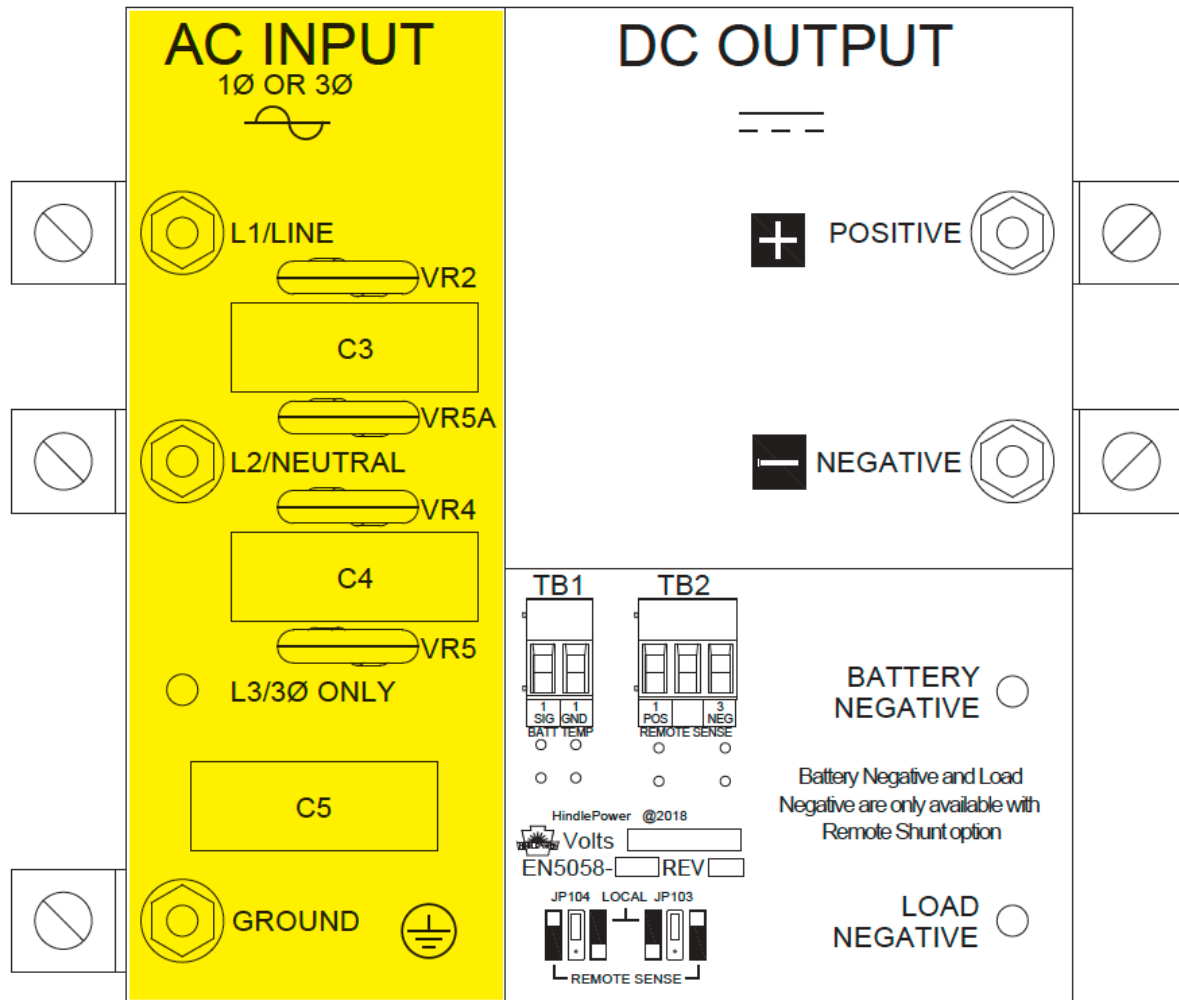 AC INPUT
1Ø OR 3Ø
L1/LINE
VR2
C3
VR5A
L2/NEUTRAL
VR4
C4
VR5
L3/3Ø ONLY
C5
GROUND
DC OUTPUT
POSITIVE
NEGATIVE
TB1
TB2
1
1
SIG
GND
BATT TEMP
1
3
POS
NEG
REMOTE SENSE
HindlePower @2018
Volts
EN5058-
REV
JP104 LOCAL JP103
REMOTE SENSE
BATTERY
NEGATIVE
Battery Negative and Load
Negative are only available with
Remote Shunt option
LOAD
NEGATIVE